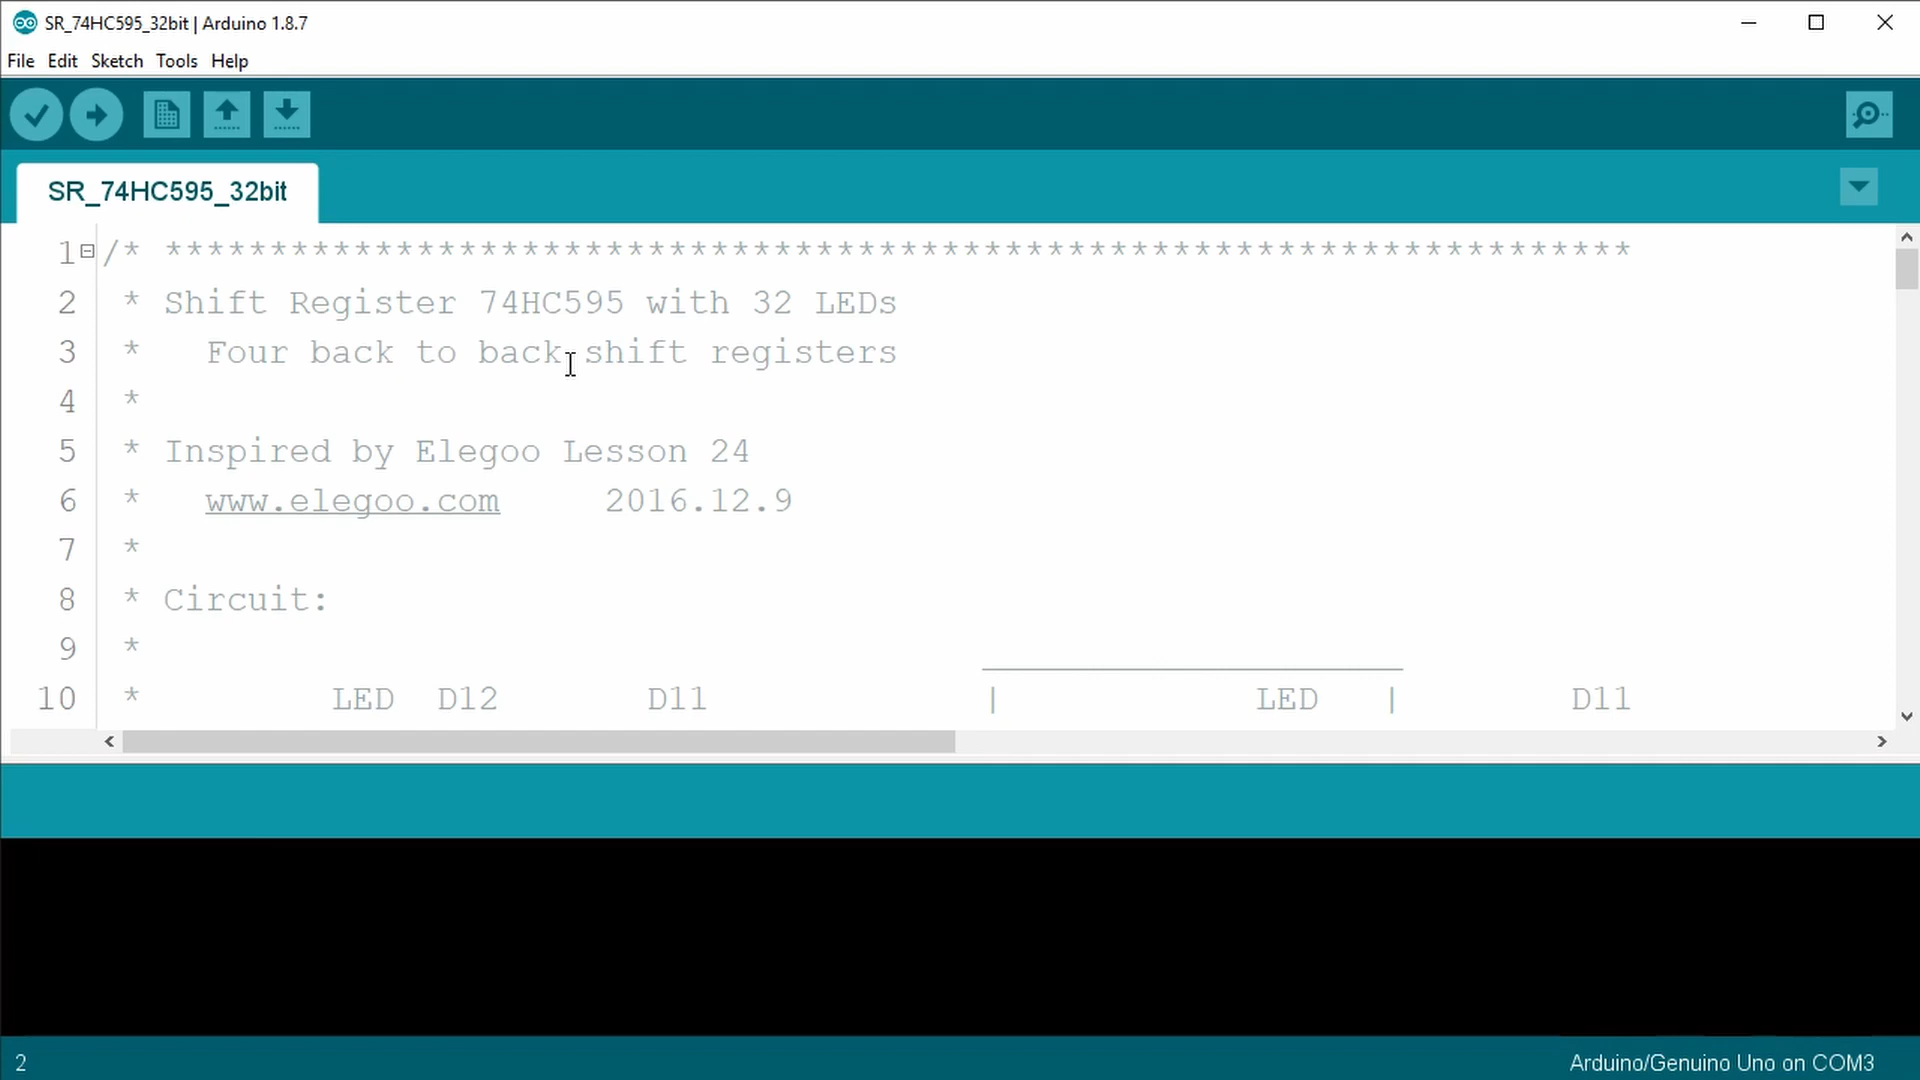 SR_74HC595_32bit | Arduino 1.8.7
File Edit Sketch Tools Help
SR_74HC595_32bit
1 /* **********************************************************************
2 * Shift Register 74HC595 with 32 LEDs
3 * Four back to back shift registers
4 *
5 * Inspired by Elegoo Lesson 24
6 * www.elegoo.com 2016.12.9
7 *
8 * Circuit:
9 * ____________________
10 * LED D12 D11 | LED | D11
2
Arduino/Genuino Uno on COM3